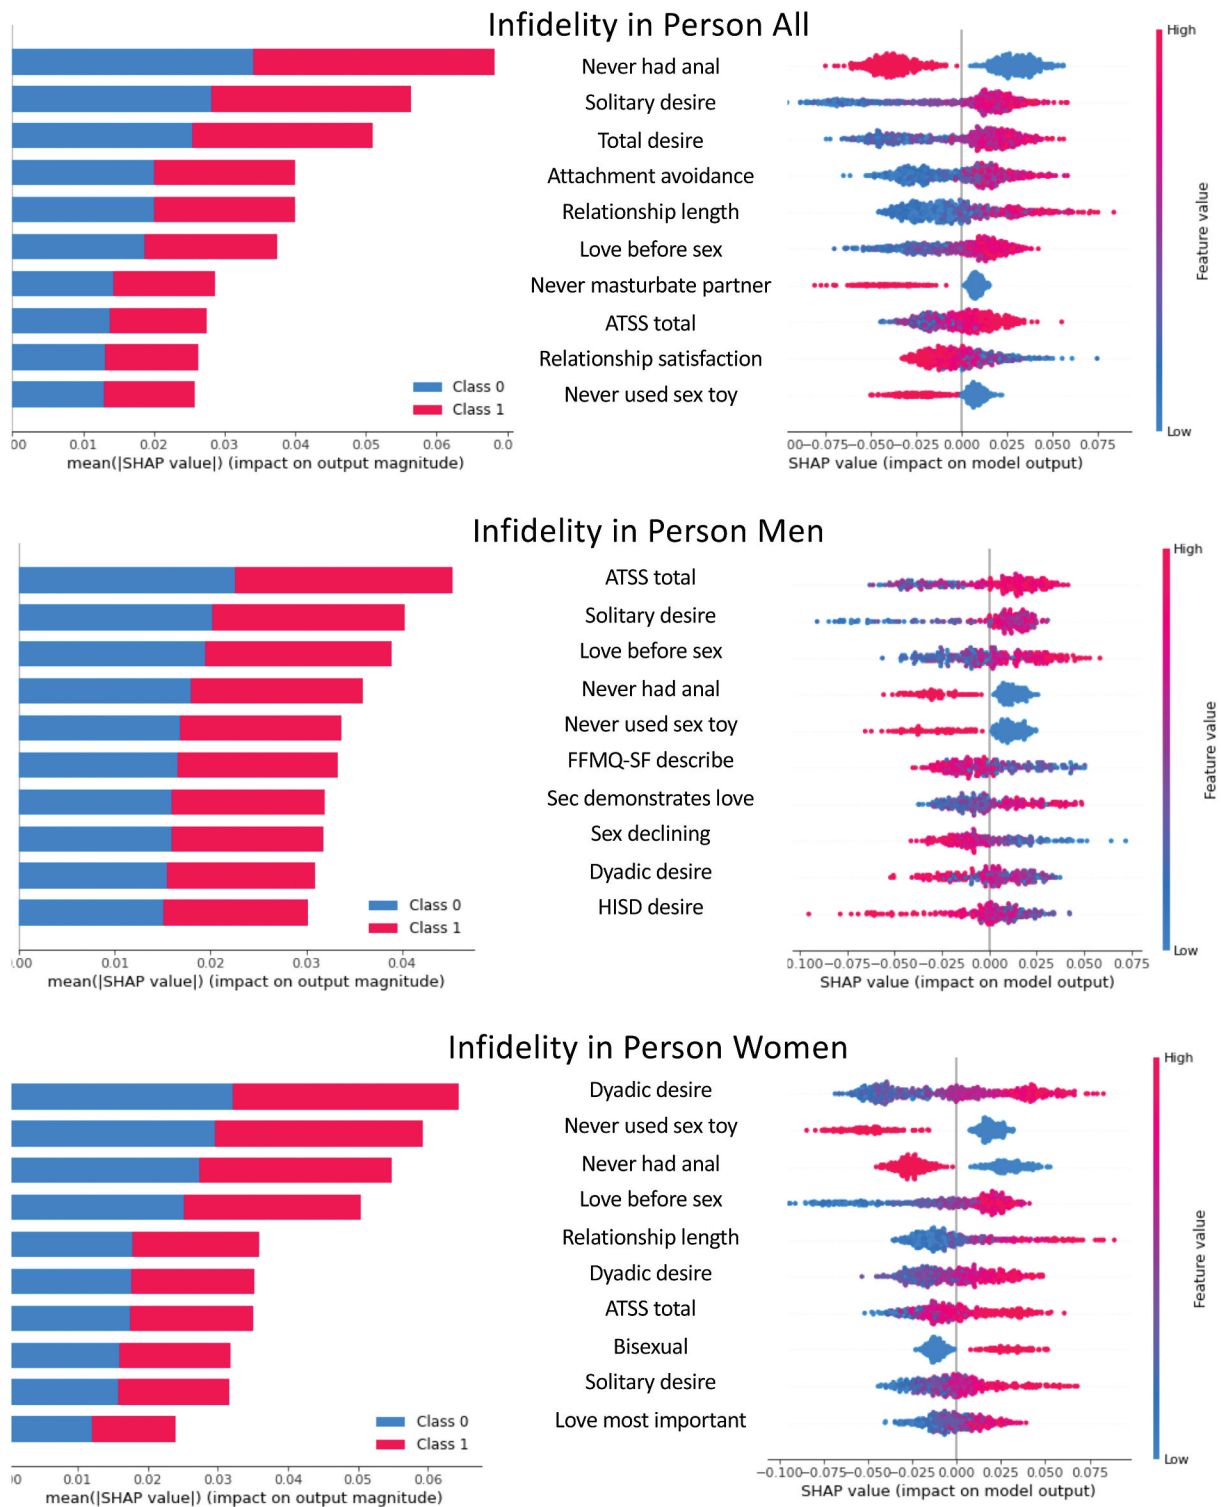 Infidelity in Person All
Never had anal
Solitary desire
Total desire
Attachment avoidance
Relationship length
Love before sex
Never masturbate partner
ATSS total
Relationship satisfaction
Never used sex toy
Class 0
Class 1
00 0.01 0.02 0.03 0.04 0.05 0.06 0.0
mean(|SHAP value|) (impact on output magnitude)
High
Feature value
Low
00−0.075−0.050−0.025 0.000 0.025 0.050 0.075
SHAP value (impact on model output)
Infidelity in Person Men
ATSS total
Solitary desire
Love before sex
Never had anal
Never used sex toy
FFMQ-SF describe
Sec demonstrates love
Sex declining
Dyadic desire
HISD desire
Class 0
Class 1
.00 0.01 0.02 0.03 0.04
mean(|SHAP value|) (impact on output magnitude)
High
Feature value
Low
0.100−0.075−0.050−0.025 0.000 0.025 0.050 0.075
SHAP value (impact on model output)
Infidelity in Person Women
Dyadic desire
Never used sex toy
Never had anal
Love before sex
Relationship length
Dyadic desire
ATSS total
Bisexual
Solitary desire
Love most important
Class 0
Class 1
00 0.01 0.02 0.03 0.04 0.05 0.06
mean(|SHAP value|) (impact on output magnitude)
High
Feature value
Low
−0.100−0.075−0.050−0.025 0.000 0.025 0.050 0.075
SHAP value (impact on model output)